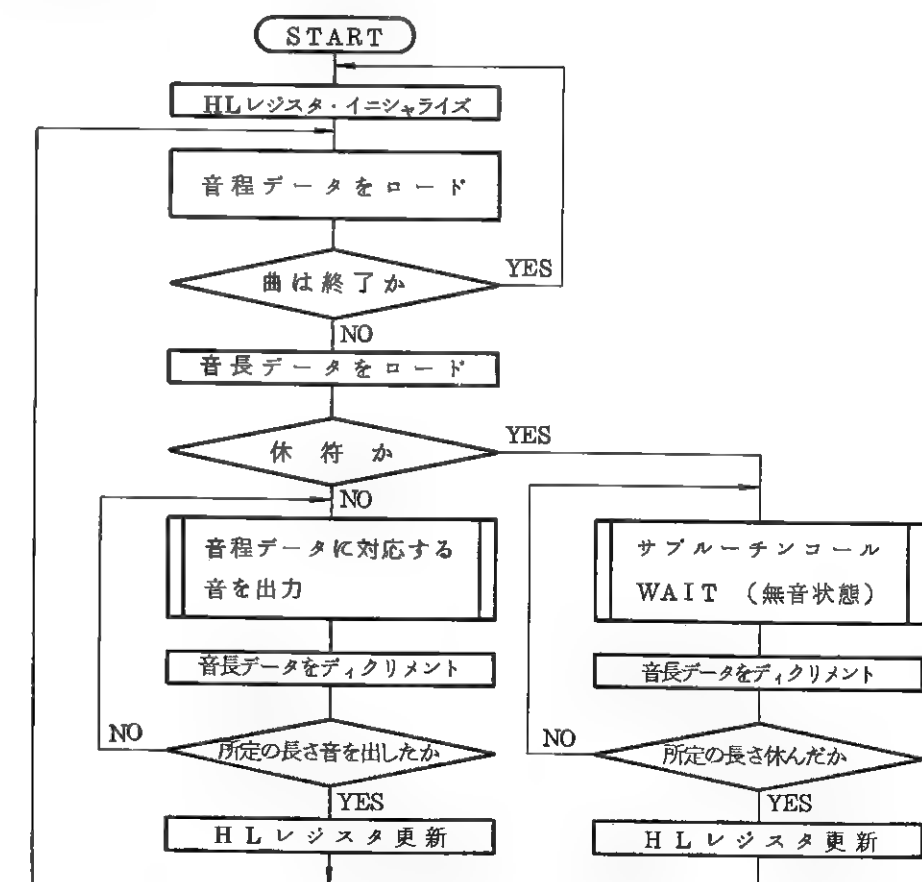 START
HLレジスタ・イニシャライズ
音程データをロード
曲は終了か
YES
NO
音長データをロード
休符か
YES
NO
音程データに対応する
音を出力
音長データをディクリメント
所定の長さ音を出したか
NO
YES
HLレジスタ更新
サブルーチンコール
WAIT (無音状態)
音長データをディクリメント
所定の長さ休んだか
NO
YES
HLレジスタ更新